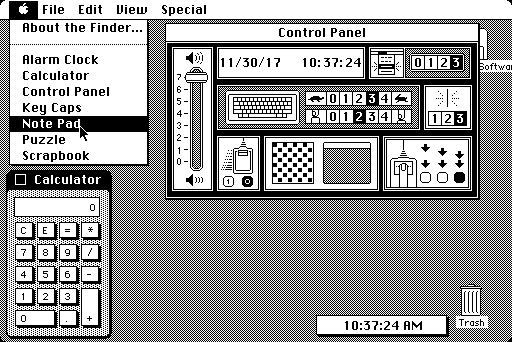 File Edit View Special
About the Finder...
Alarm Clock
Calculator
Control Panel
Key Caps
Note Pad
Puzzle
Scrapbook
Control Panel
11/30/17 10:37:24
0 1 2 3
7
6
5
4
3
2
1
0
0 1 2 3 4
0 1 2 3 4
1 2 3
1 0
Softwar
Calculator
0
C E = *
7 8 9 /
4 5 6 -
1 2 3
0 . +
10:37:24 AM
Trash